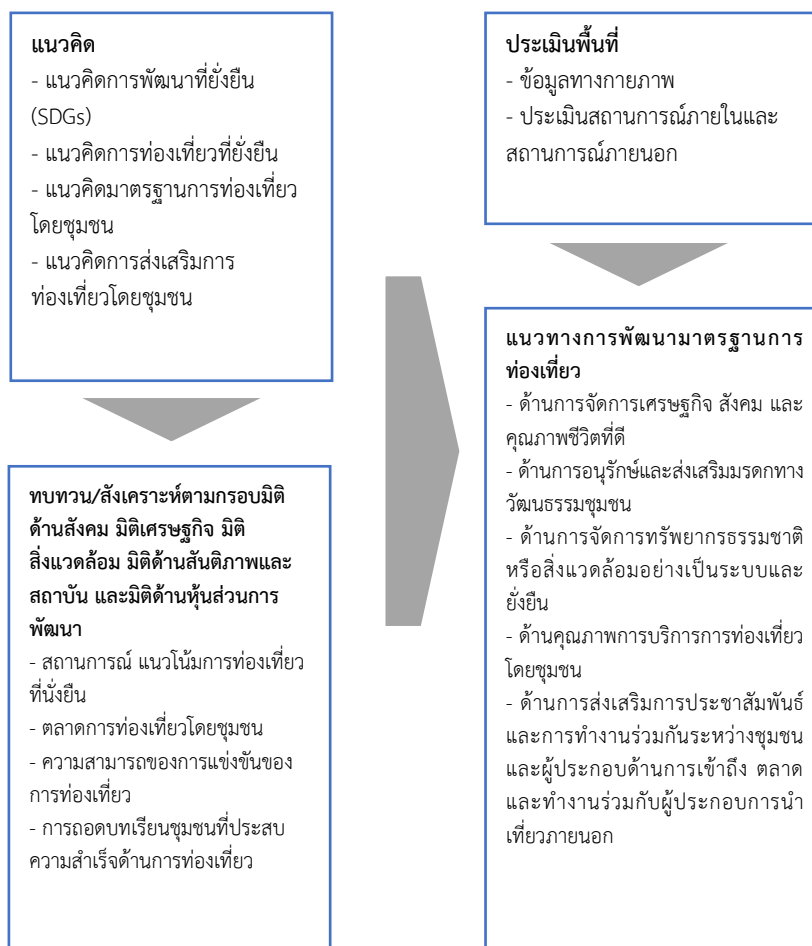 แนวคิด
- แนวคิดการพัฒนาที่ยั่งยืน
(SDGs)
- แนวคิดการท่องเที่ยวที่ยั่งยืน
- แนวคิดมาตรฐานการท่องเที่ยว
โดยชุมชน
- แนวคิดการส่งเสริมการ
ท่องเที่ยวโดยชุมชน
ทบทวน/สังเคราะห์ตามกรอบมิติ
ด้านสังคม มิติเศรษฐกิจ มิติ
สิ่งแวดล้อม มิติด้านสันติภาพและ
สถาบัน และมิติด้านหุ้นส่วนการ
พัฒนา
- สถานการณ์ แนวโน้มการท่องเที่ยว
ที่นั่งยืน
- ตลาดการท่องเที่ยวโดยชุมชน
- ความสามารถของการแข่งขันของ
การท่องเที่ยว
- การถอดบทเรียนชุมชนที่ประสบ
ความสำเร็จด้านการท่องเที่ยว
ประเมินพื้นที่
- ข้อมูลทางกายภาพ
- ประเมินสถานการณ์ภายในและ
สถานการณ์ภายนอก
แนวทางการพัฒนามาตรฐานการ
ท่องเที่ยว
- ด้านการจัดการเศรษฐกิจ สังคม และ
คุณภาพชีวิตที่ดี
- ด้านการอนุรักษ์และส่งเสริมมรดกทาง
วัฒนธรรมชุมชน
- ด้านการจัดการทรัพยากรธรรมชาติ
หรือสิ่งแวดล้อมอย่างเป็นระบบและ
ยั่งยืน
- ด้านคุณภาพการบริการการท่องเที่ยว
โดยชุมชน
- ด้านการส่งเสริมการประชาสัมพันธ์
และการทำงานร่วมกันระหว่างชุมชน
และผู้ประกอบด้านการเข้าถึง ตลาด
และทำงานร่วมกับผู้ประกอบการนำ
เที่ยวภายนอก